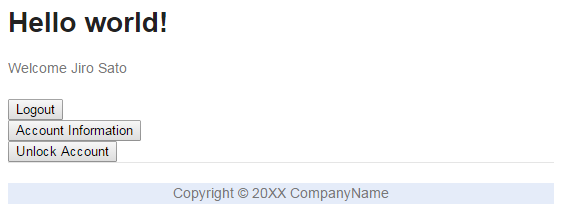 Hello world!
Welcome Jiro Sato
Logout
Account Information
Unlock Account
Copyright © 20XX CompanyName